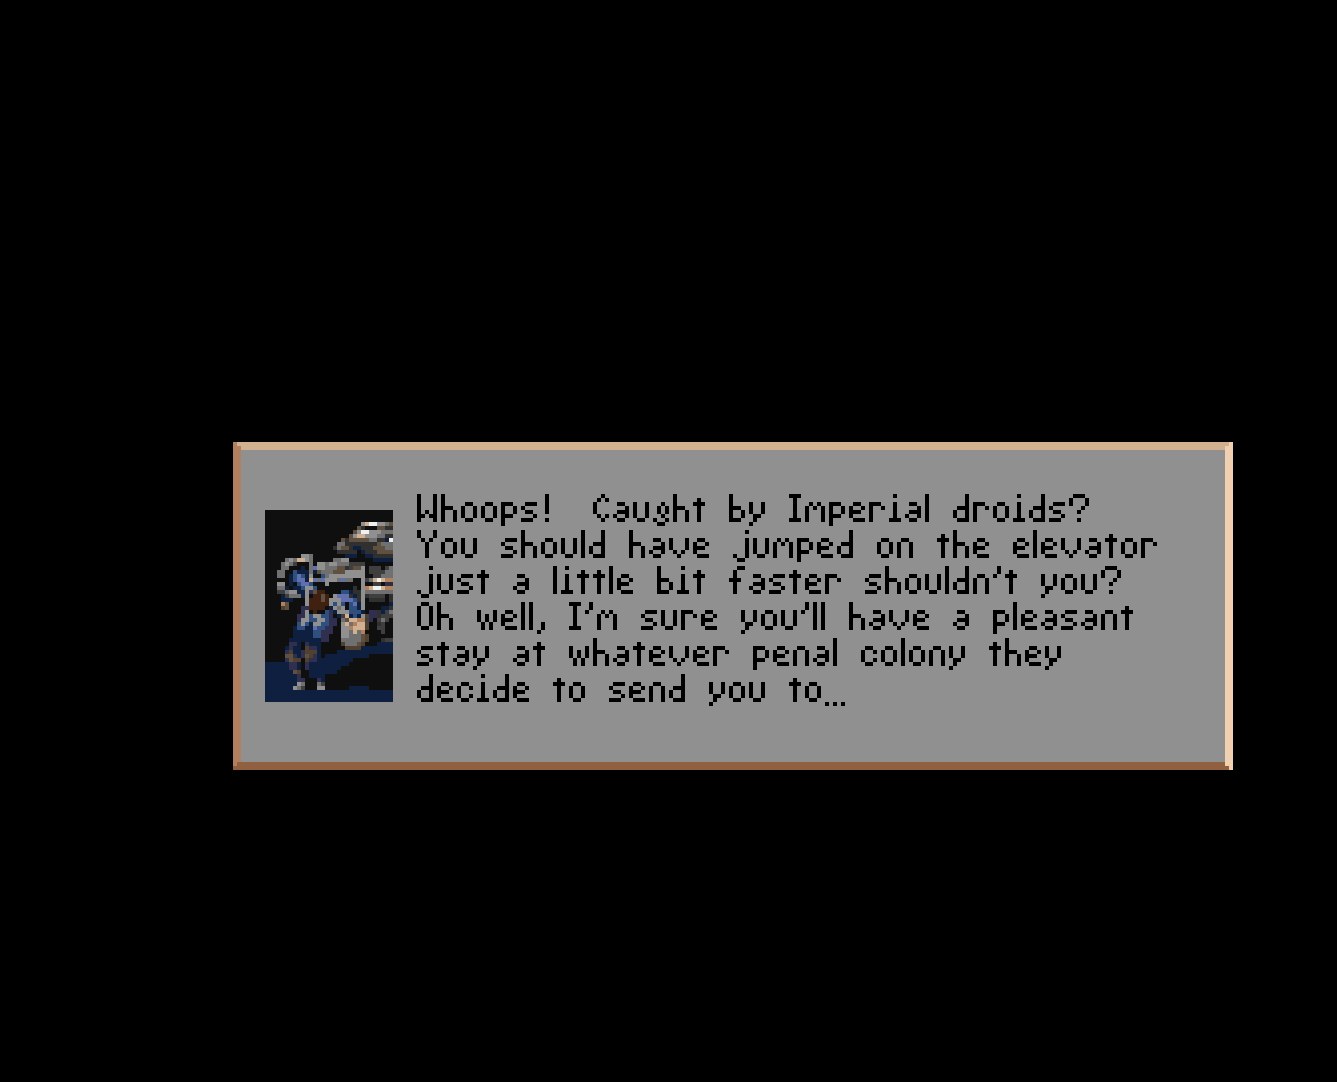 Whoops!  Caught by Imperial droids?
You should have jumped on the elevator
just a little bit faster shouldn't you?
Oh well, I'm sure you'll have a pleasant
stay at whatever penal colony they
decide to send you to...